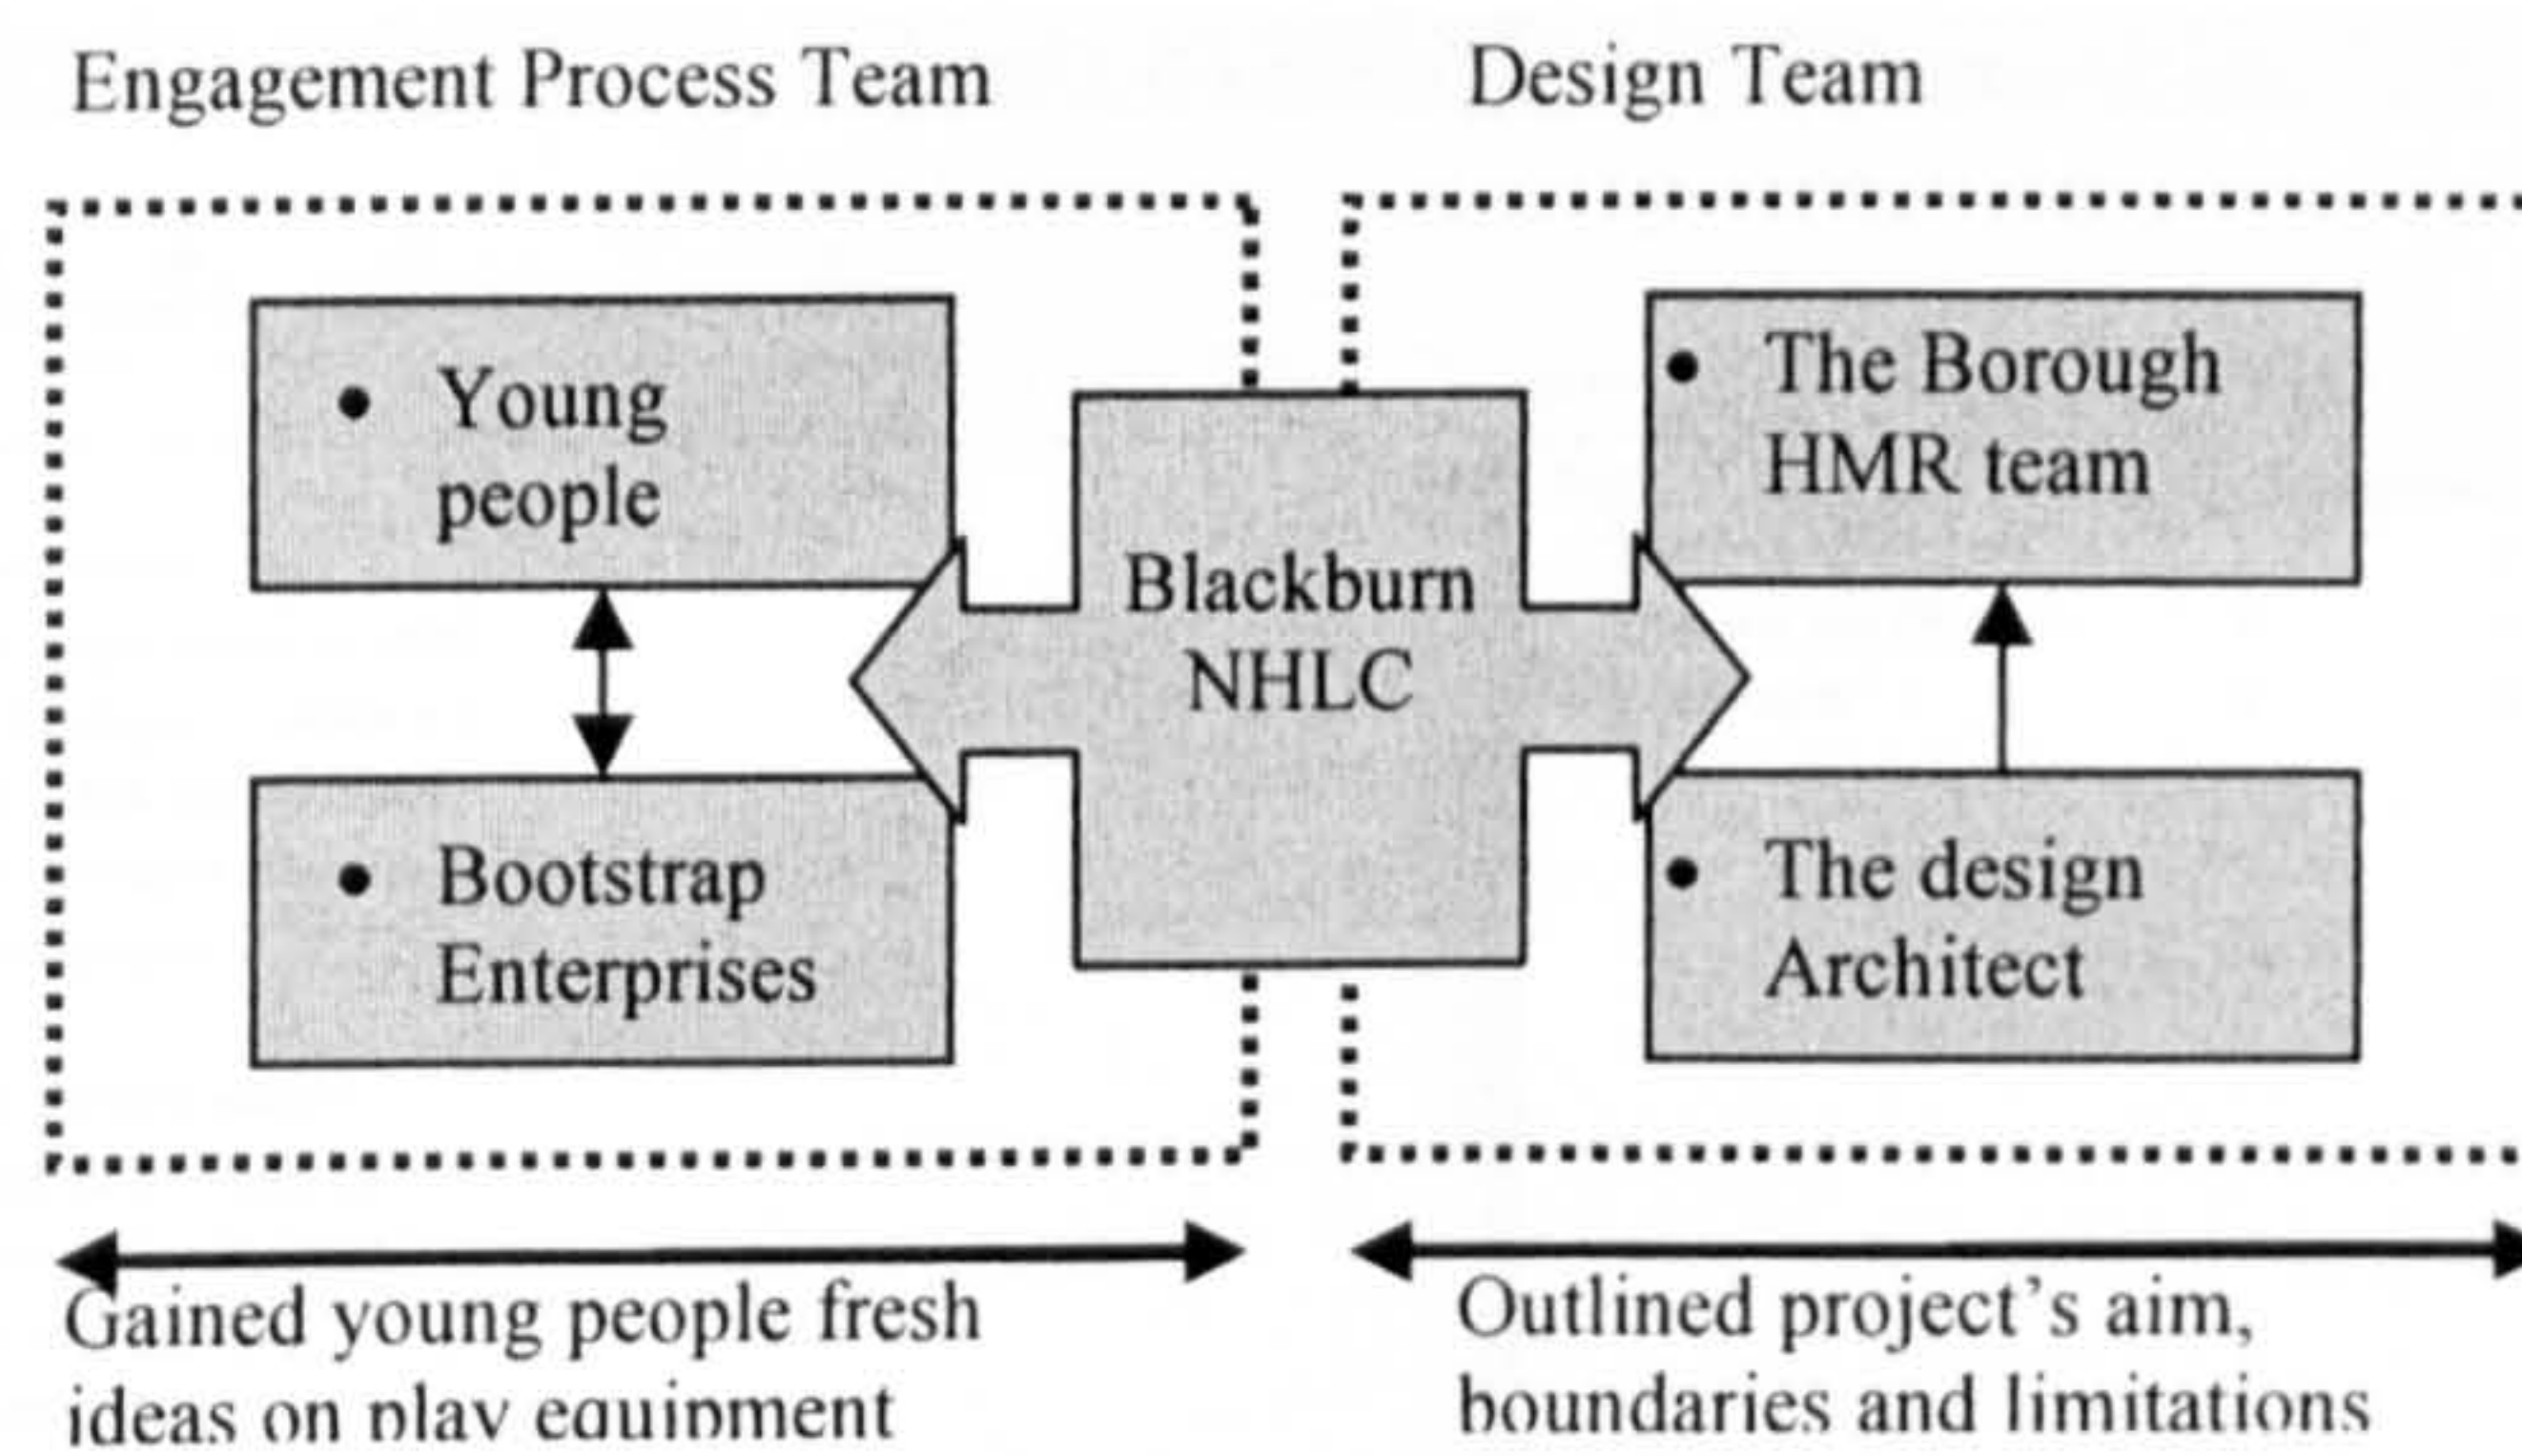 Engagement Process Team
Design Team
• Young
people
• Bootstrap
Enterprises
Blackburn
NHLC
• The Borough
HMR team
• The design
Architect
Gained young people fresh
ideas on play equipment
Outlined project's aim,
boundaries and limitations